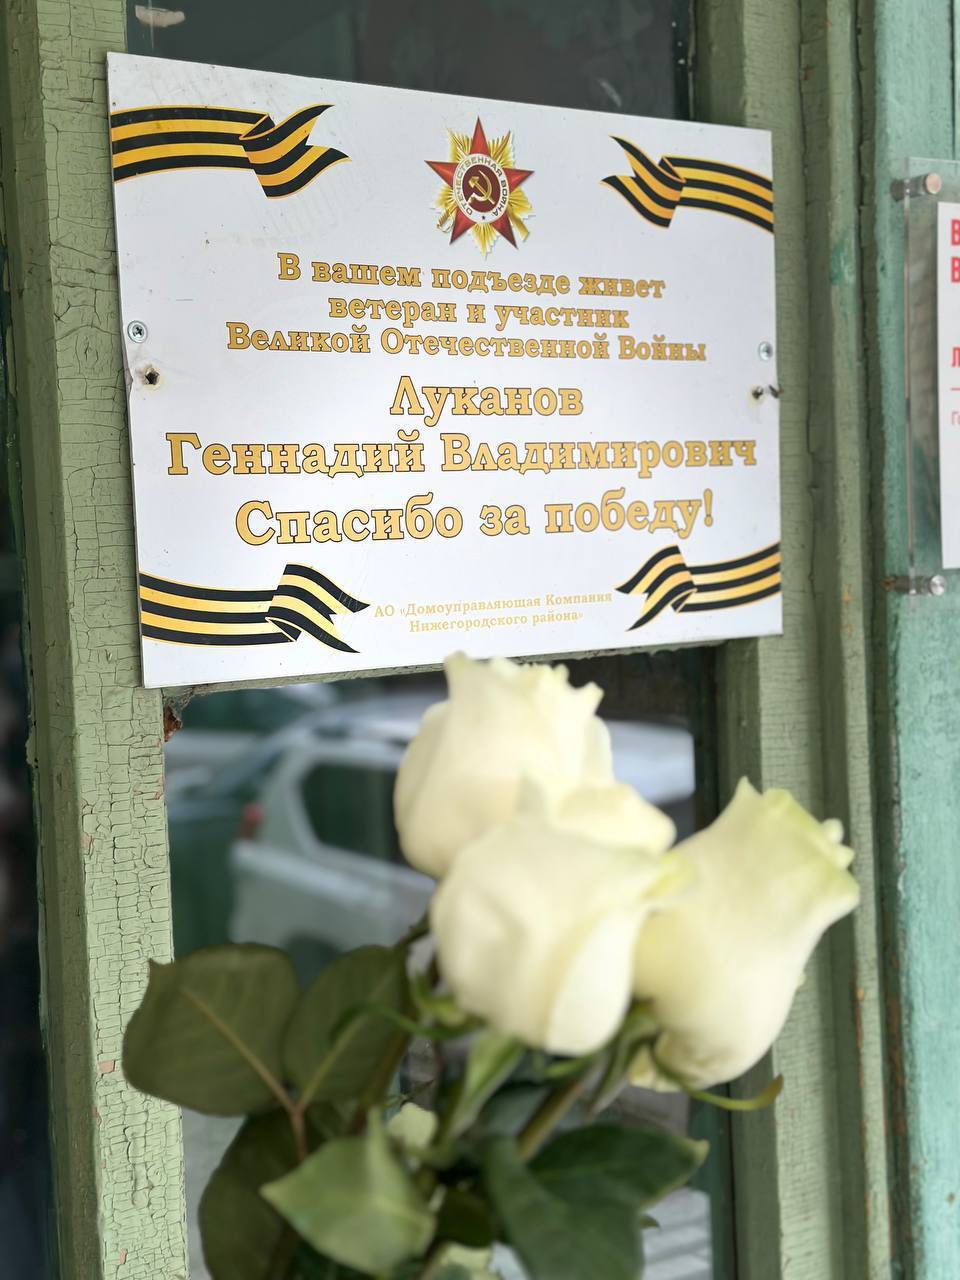 ОТЕЧЕСТВЕННАЯ ВОЙНА
В вашем подъезде живет
ветеран и участник
Великой Отечественной Войны
Луканов
Геннадий Владимирович
Спасибо за победу!
АО «Домоуправляющая Компания
Нижегородского района»